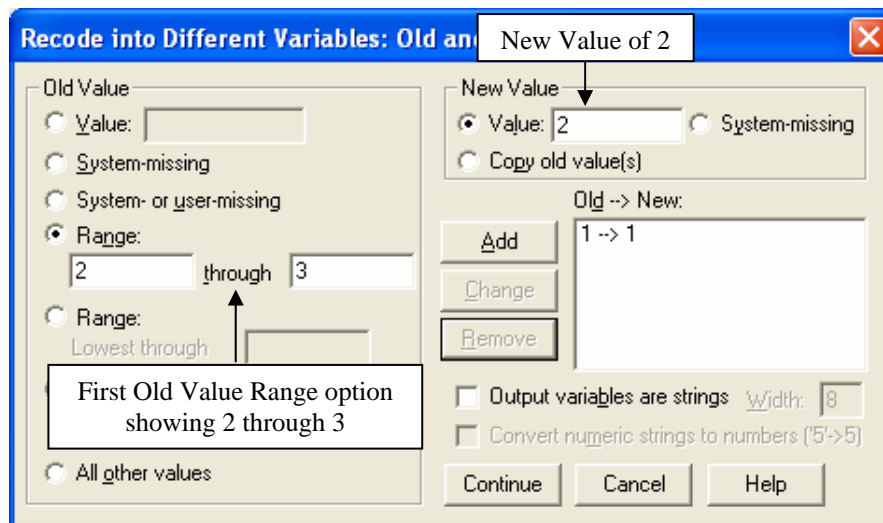 Recode into Different Variables: Old an
New Value of 2
Old Value
Value:
System-missing
System- or user-missing
Range:
2 through 3
Range:
Lowest through
First Old Value Range option
showing 2 through 3
All other values
New Value
Value: 2
System-missing
Copy old value(s)
Old --> New:
Add
1 --> 1
Change
Remove
Output variables are strings
Width: 8
Convert numeric strings to numbers ('5'->5)
Continue
Cancel
Help